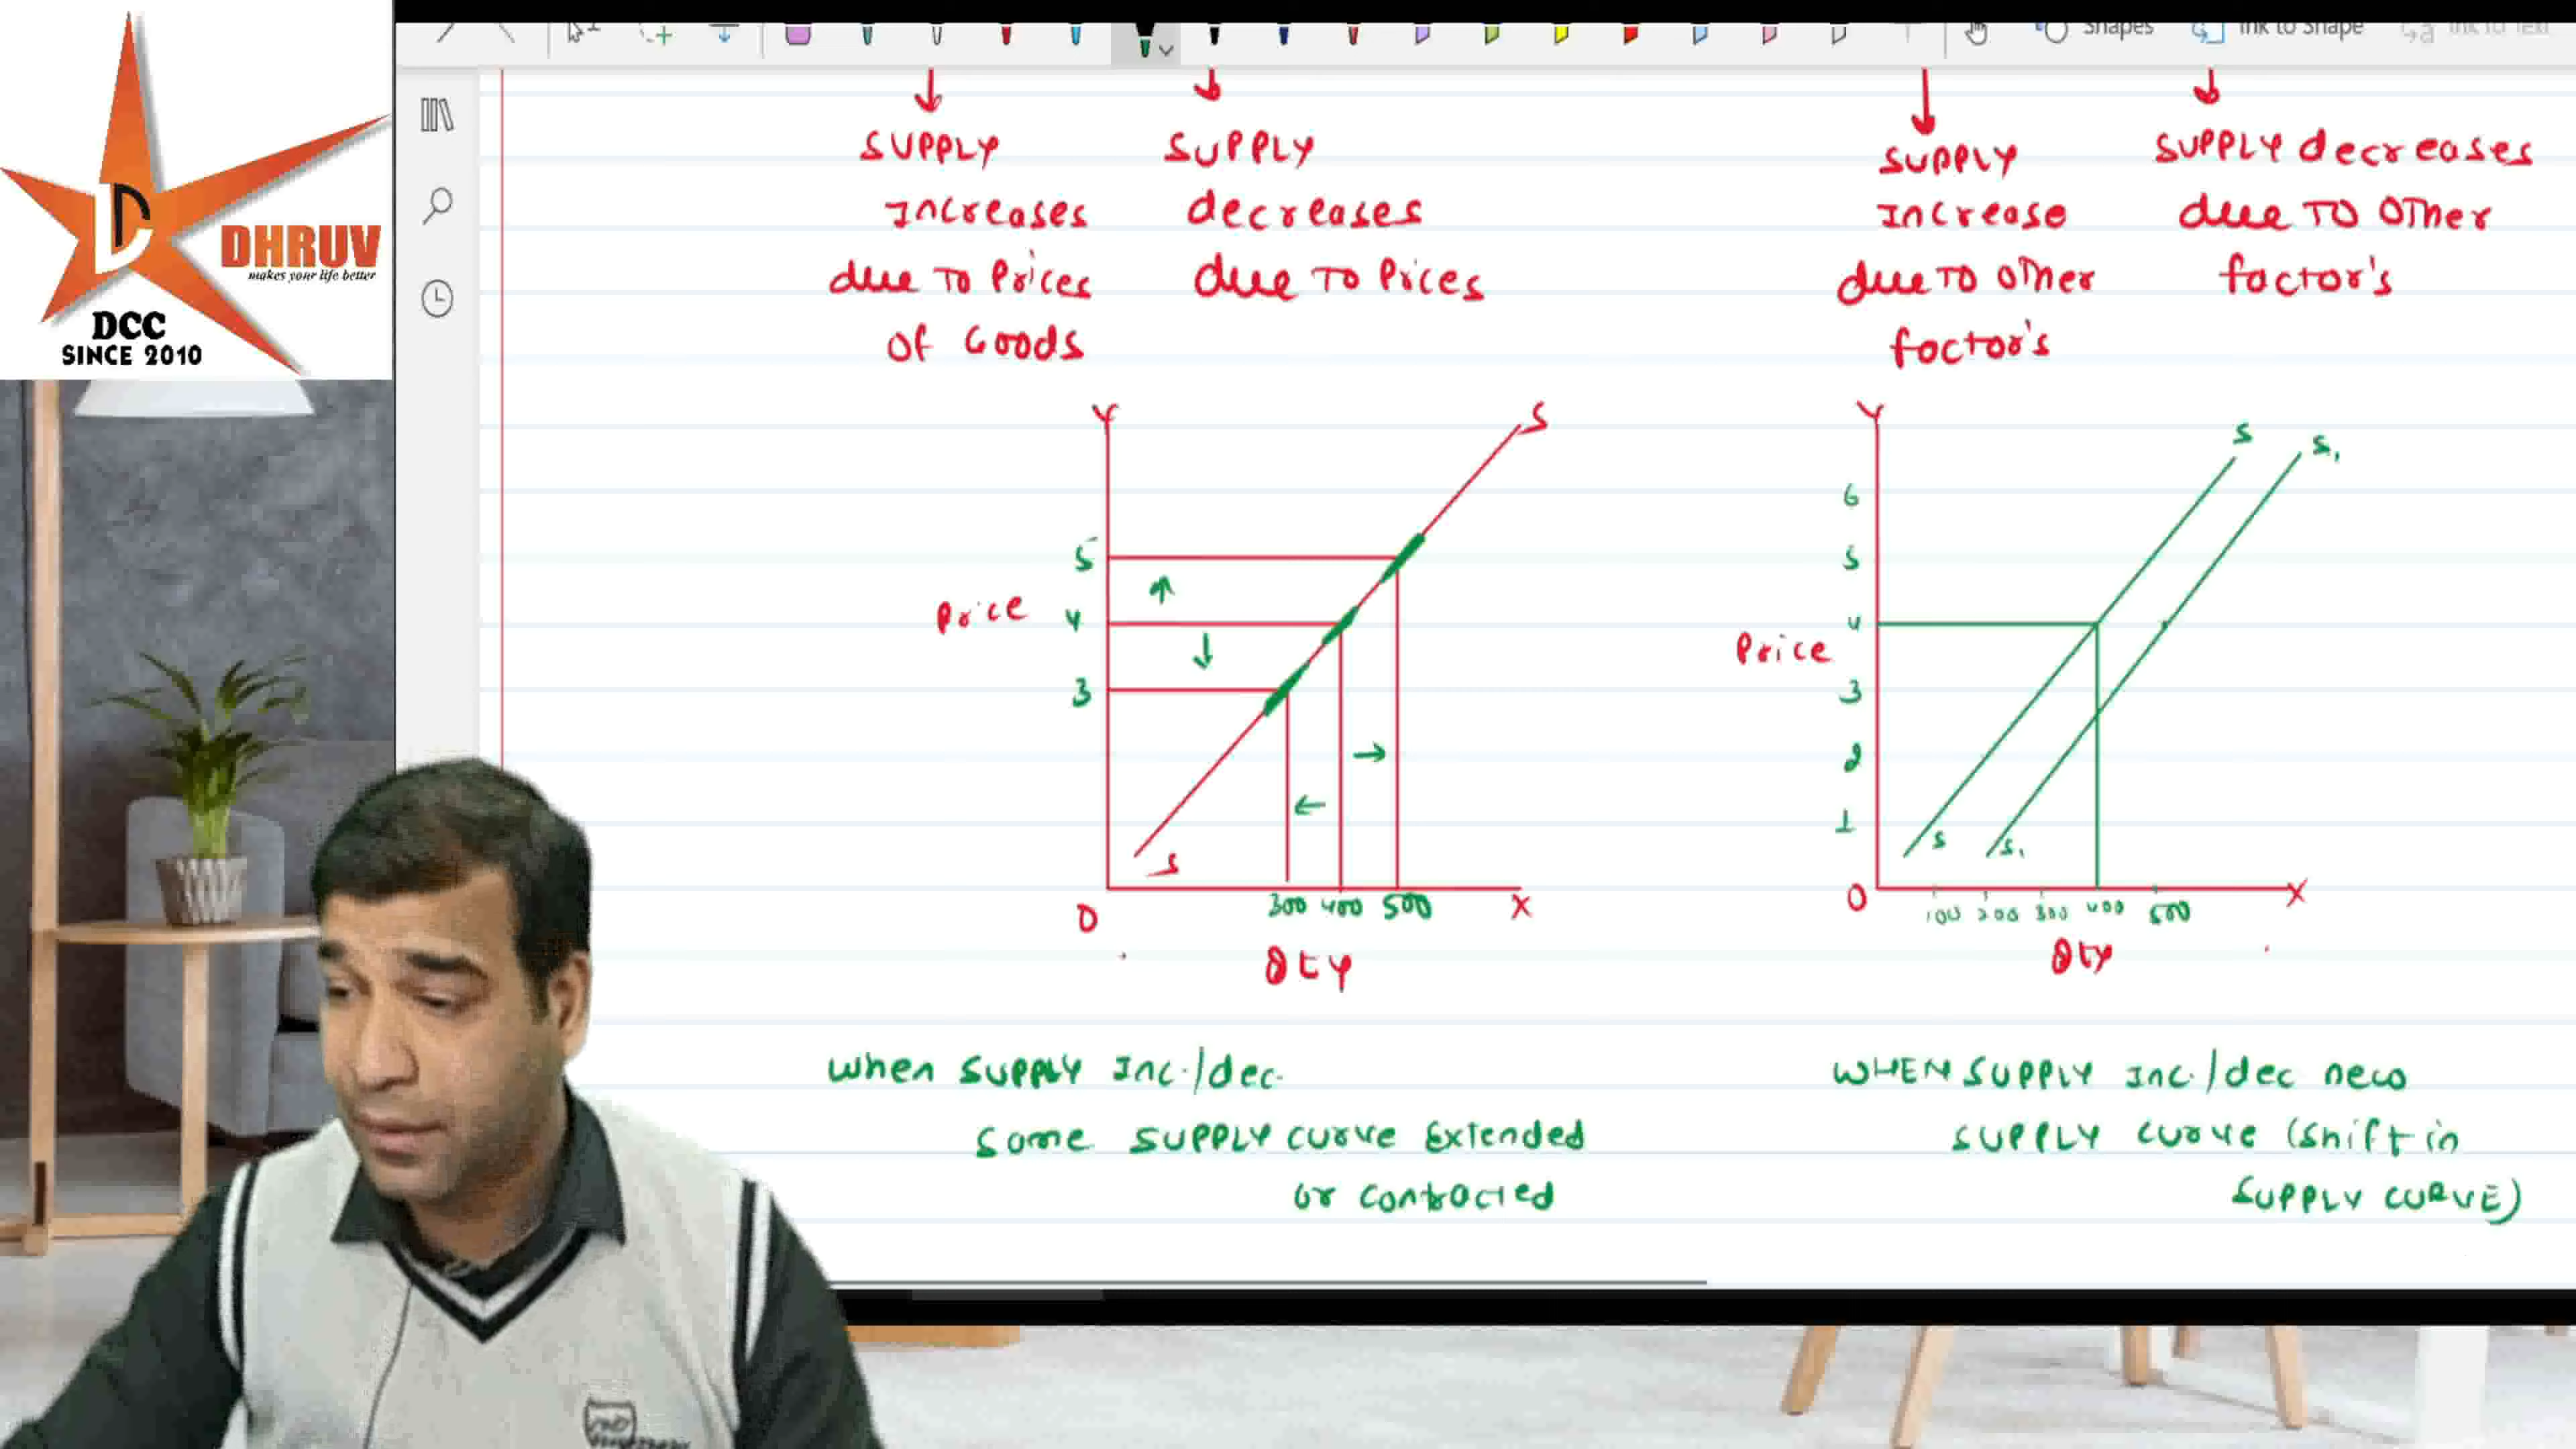 DHRUV
makes your life better
DCC
SINCE 2010
Shapes
Ink to Shape
Ink to Text
SUPPLY
Increases
due To Prices
Of Goods
SUPPLY
decreases
due To Prices
SUPPLY
Increase
due To Other
factor's
SUPPLY decreases
due To Other
factor's
Y
S
5
Price
4
3
S
O
300 400 500
X
Qty
Y
S
S₁
6
5
4
Price
3
2
1
S
S₁
O
100 200 300 400 500
X
Qty
When SUPPLY Inc./dec.
Same SUPPLY curve Extended
or contracted
WHEN SUPPLY Inc./dec new
SUPPLY curve (shift in
SUPPLY CURVE)